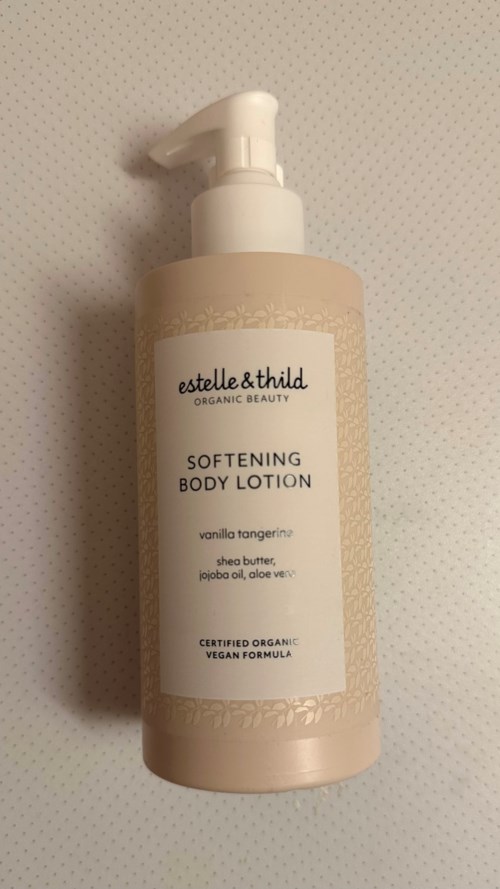 estelle & thild
ORGANIC BEAUTY
SOFTENING
BODY LOTION
vanilla tangerine
shea butter,
jojoba oil, aloe vera
CERTIFIED ORGANIC
VEGAN FORMULA